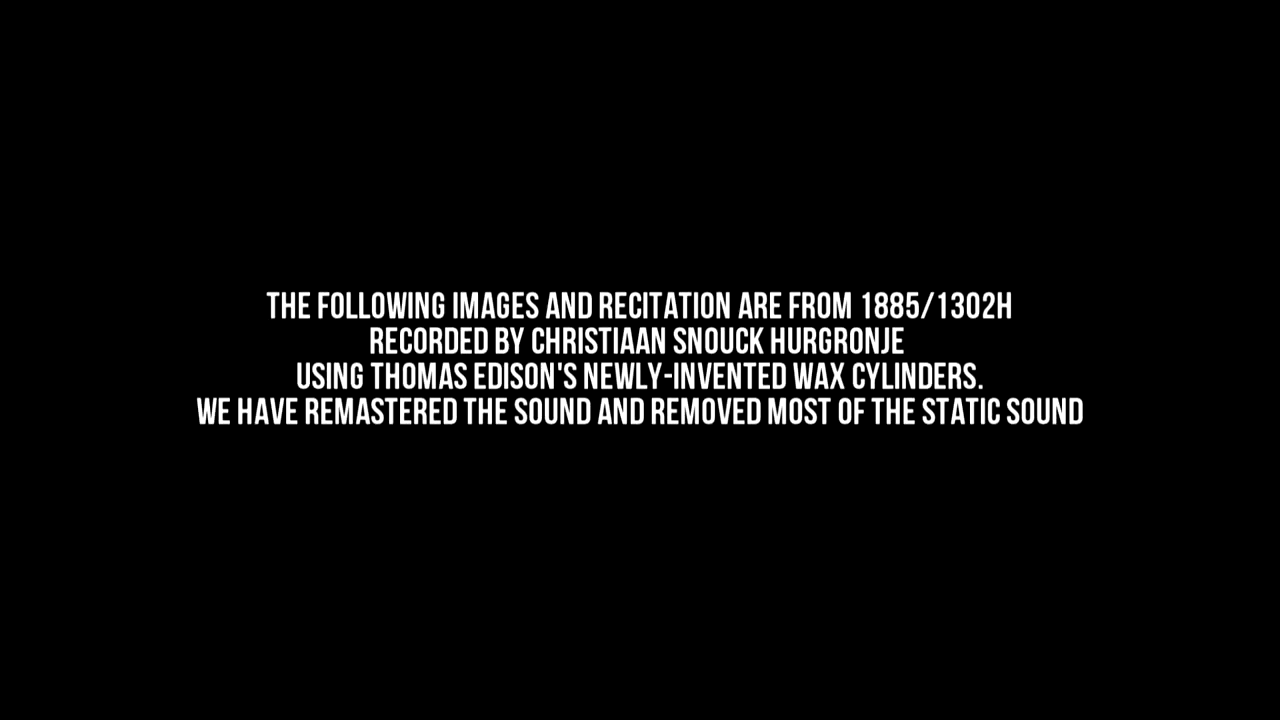 THE FOLLOWING IMAGES AND RECITATION ARE FROM 1885/1302H
RECORDED BY CHRISTIAAN SNOUCK HURGRONJE
USING THOMAS EDISON'S NEWLY-INVENTED WAX CYLINDERS.
WE HAVE REMASTERED THE SOUND AND REMOVED MOST OF THE STATIC SOUND